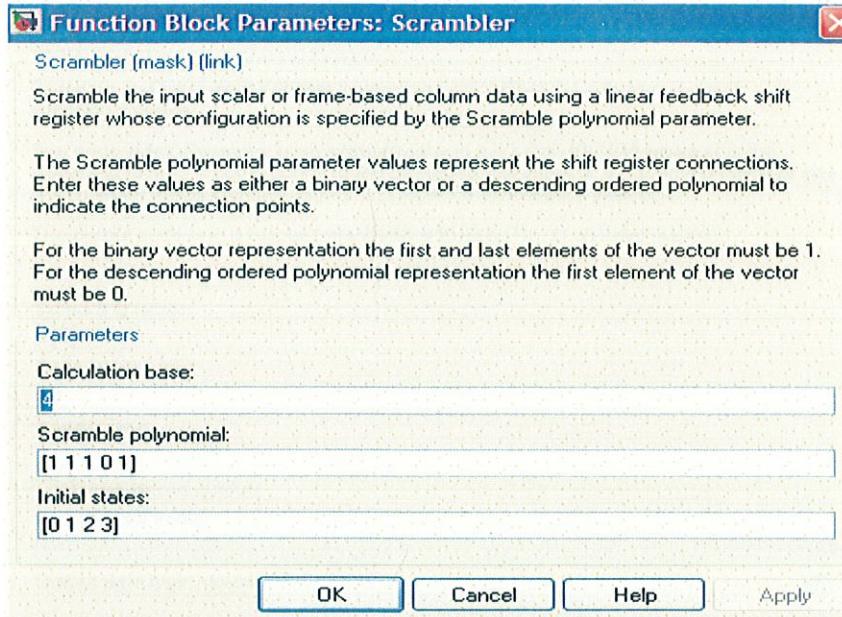 Function Block Parameters: Scrambler
Scrambler (mask) (link)
Scramble the input scalar or frame-based column data using a linear feedback shift
register whose configuration is specified by the Scramble polynomial parameter.
The Scramble polynomial parameter values represent the shift register connections.
Enter these values as either a binary vector or a descending ordered polynomial to
indicate the connection points.
For the binary vector representation the first and last elements of the vector must be 1.
For the descending ordered polynomial representation the first element of the vector
must be 0.
Parameters
Calculation base:
4
Scramble polynomial:
[1 1 1 0 1]
Initial states:
[0 1 2 3]
OK Cancel Help Apply